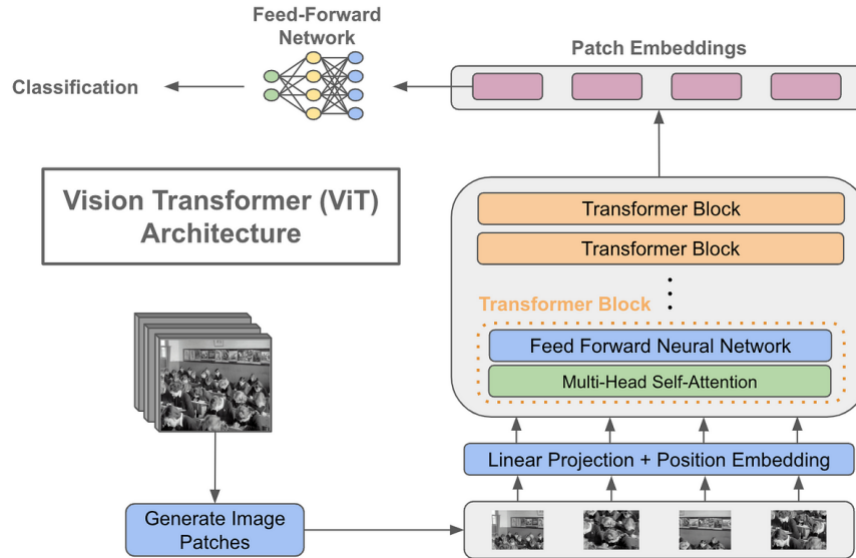 Feed-Forward
Network
Patch Embeddings
Classification
Vision Transformer (ViT)
Architecture
Transformer Block
Transformer Block
Transformer Block
Feed Forward Neural Network
Multi-Head Self-Attention
Linear Projection + Position Embedding
Generate Image
Patches